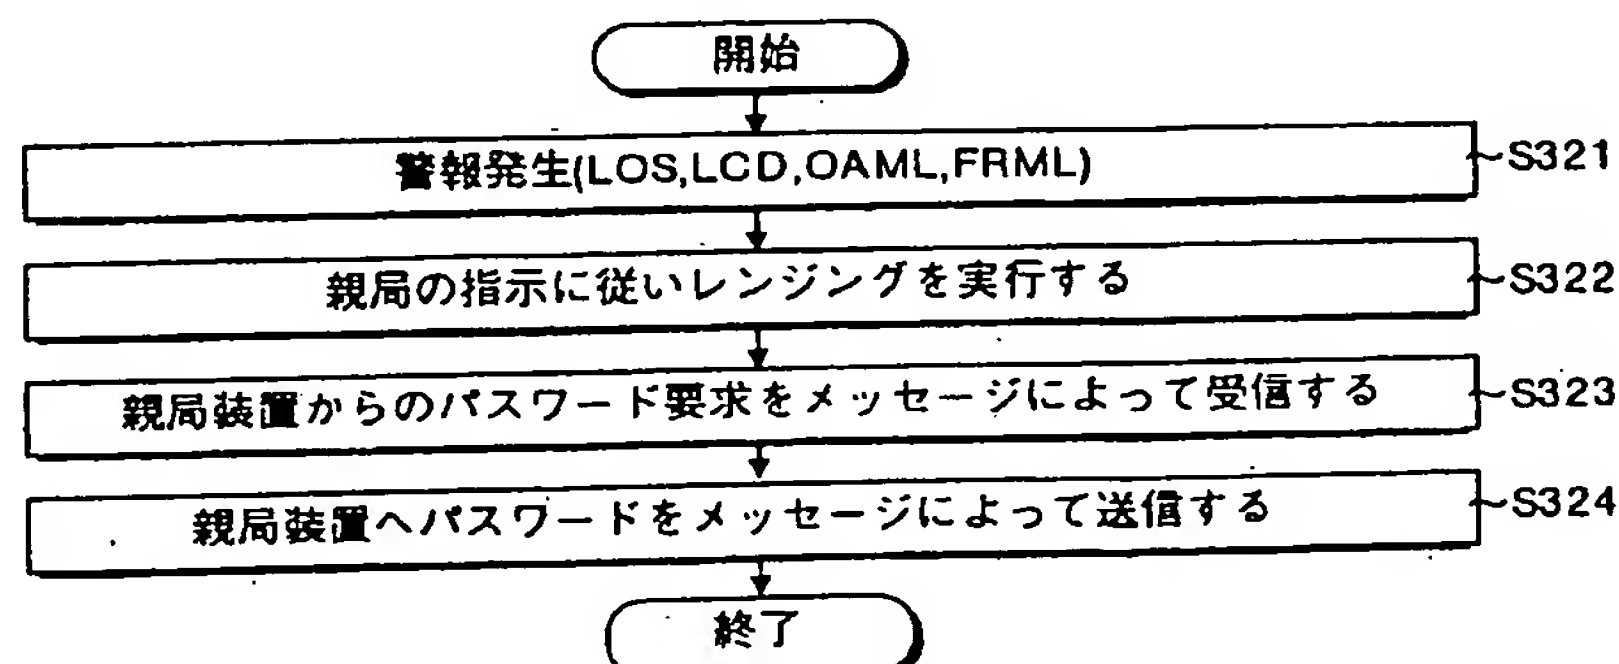 開始
警報発生(LOS,LCD,OAML,FRML)
S321
親局の指示に従いレンジングを実行する
S322
親局装置からのパスワード要求をメッセージによって受信する
S323
親局装置へパスワードをメッセージによって送信する
S324
終了